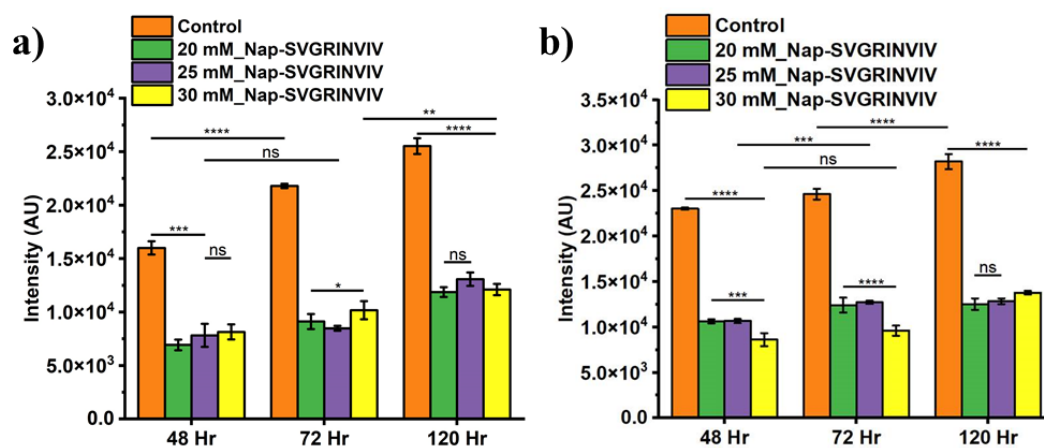 a)
Control
20 mM_Nap-SVGRINVIV
25 mM_Nap-SVGRINVIV
30 mM_Nap-SVGRINVIV
Intensity (AU)
3.0×10⁴
2.5×10⁴
2.0×10⁴
1.5×10⁴
1.0×10⁴
5.0×10³
0.0
**
**** ****
ns
***
ns
*
ns
48 Hr 72 Hr 120 Hr
b)
Control
20 mM_Nap-SVGRINVIV
25 mM_Nap-SVGRINVIV
30 mM_Nap-SVGRINVIV
Intensity (AU)
3.5×10⁴
3.0×10⁴
2.5×10⁴
2.0×10⁴
1.5×10⁴
1.0×10⁴
5.0×10³
0.0
****
*** ****
ns
****
***
****
ns
48 Hr 72 Hr 120 Hr